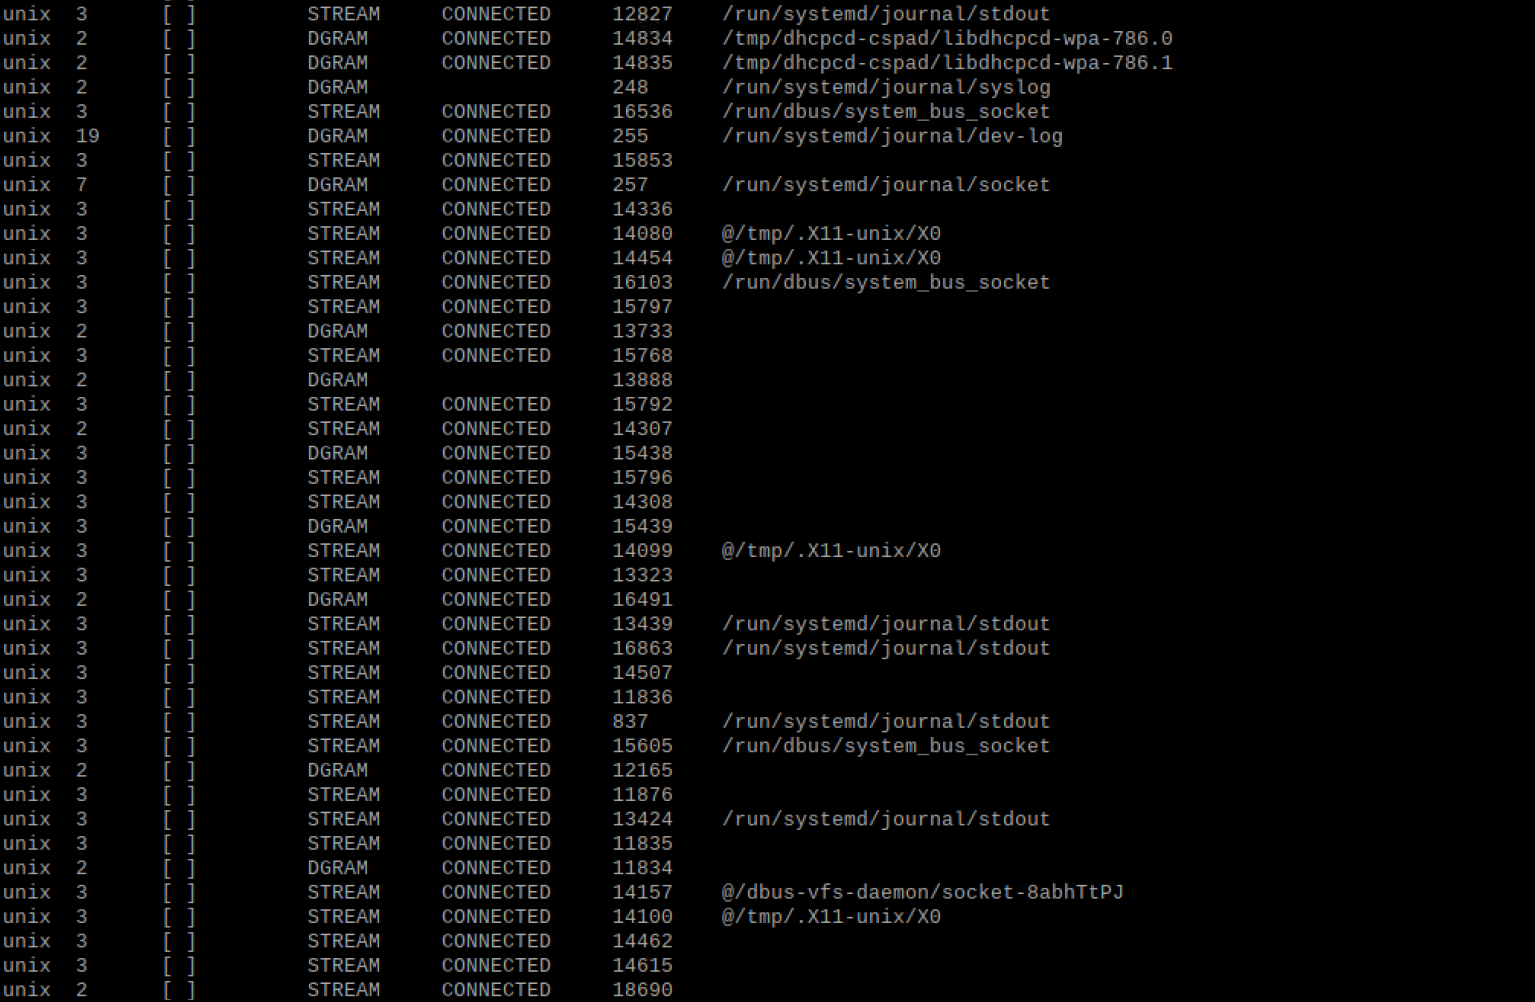 unix  3      [ ]         STREAM     CONNECTED     12827    /run/systemd/journal/stdout
unix  2      [ ]         DGRAM      CONNECTED     14834    /tmp/dhcpcd-cspad/libdhcpcd-wpa-786.0
unix  2      [ ]         DGRAM      CONNECTED     14835    /tmp/dhcpcd-cspad/libdhcpcd-wpa-786.1
unix  2      [ ]         DGRAM                    248      /run/systemd/journal/syslog
unix  3      [ ]         STREAM     CONNECTED     16536    /run/dbus/system_bus_socket
unix  19     [ ]         DGRAM      CONNECTED     255      /run/systemd/journal/dev-log
unix  3      [ ]         STREAM     CONNECTED     15853
unix  7      [ ]         DGRAM      CONNECTED     257      /run/systemd/journal/socket
unix  3      [ ]         STREAM     CONNECTED     14336
unix  3      [ ]         STREAM     CONNECTED     14080    @/tmp/.X11-unix/X0
unix  3      [ ]         STREAM     CONNECTED     14454    @/tmp/.X11-unix/X0
unix  3      [ ]         STREAM     CONNECTED     16103    /run/dbus/system_bus_socket
unix  3      [ ]         STREAM     CONNECTED     15797
unix  2      [ ]         DGRAM      CONNECTED     13733
unix  3      [ ]         STREAM     CONNECTED     15768
unix  2      [ ]         DGRAM                    13888
unix  3      [ ]         STREAM     CONNECTED     15792
unix  2      [ ]         STREAM     CONNECTED     14307
unix  3      [ ]         DGRAM      CONNECTED     15438
unix  3      [ ]         STREAM     CONNECTED     15796
unix  3      [ ]         STREAM     CONNECTED     14308
unix  3      [ ]         DGRAM      CONNECTED     15439
unix  3      [ ]         STREAM     CONNECTED     14099    @/tmp/.X11-unix/X0
unix  3      [ ]         STREAM     CONNECTED     13323
unix  2      [ ]         DGRAM      CONNECTED     16491
unix  3      [ ]         STREAM     CONNECTED     13439    /run/systemd/journal/stdout
unix  3      [ ]         STREAM     CONNECTED     16863    /run/systemd/journal/stdout
unix  3      [ ]         STREAM     CONNECTED     14507
unix  3      [ ]         STREAM     CONNECTED     11836
unix  3      [ ]         STREAM     CONNECTED     837      /run/systemd/journal/stdout
unix  3      [ ]         STREAM     CONNECTED     15605    /run/dbus/system_bus_socket
unix  2      [ ]         DGRAM      CONNECTED     12165
unix  3      [ ]         STREAM     CONNECTED     11876
unix  3      [ ]         STREAM     CONNECTED     13424    /run/systemd/journal/stdout
unix  3      [ ]         STREAM     CONNECTED     11835
unix  2      [ ]         DGRAM      CONNECTED     11834
unix  3      [ ]         STREAM     CONNECTED     14157    @/dbus-vfs-daemon/socket-8abhTtPJ
unix  3      [ ]         STREAM     CONNECTED     14100    @/tmp/.X11-unix/X0
unix  3      [ ]         STREAM     CONNECTED     14462
unix  3      [ ]         STREAM     CONNECTED     14615
unix  2      [ ]         STREAM     CONNECTED     18690